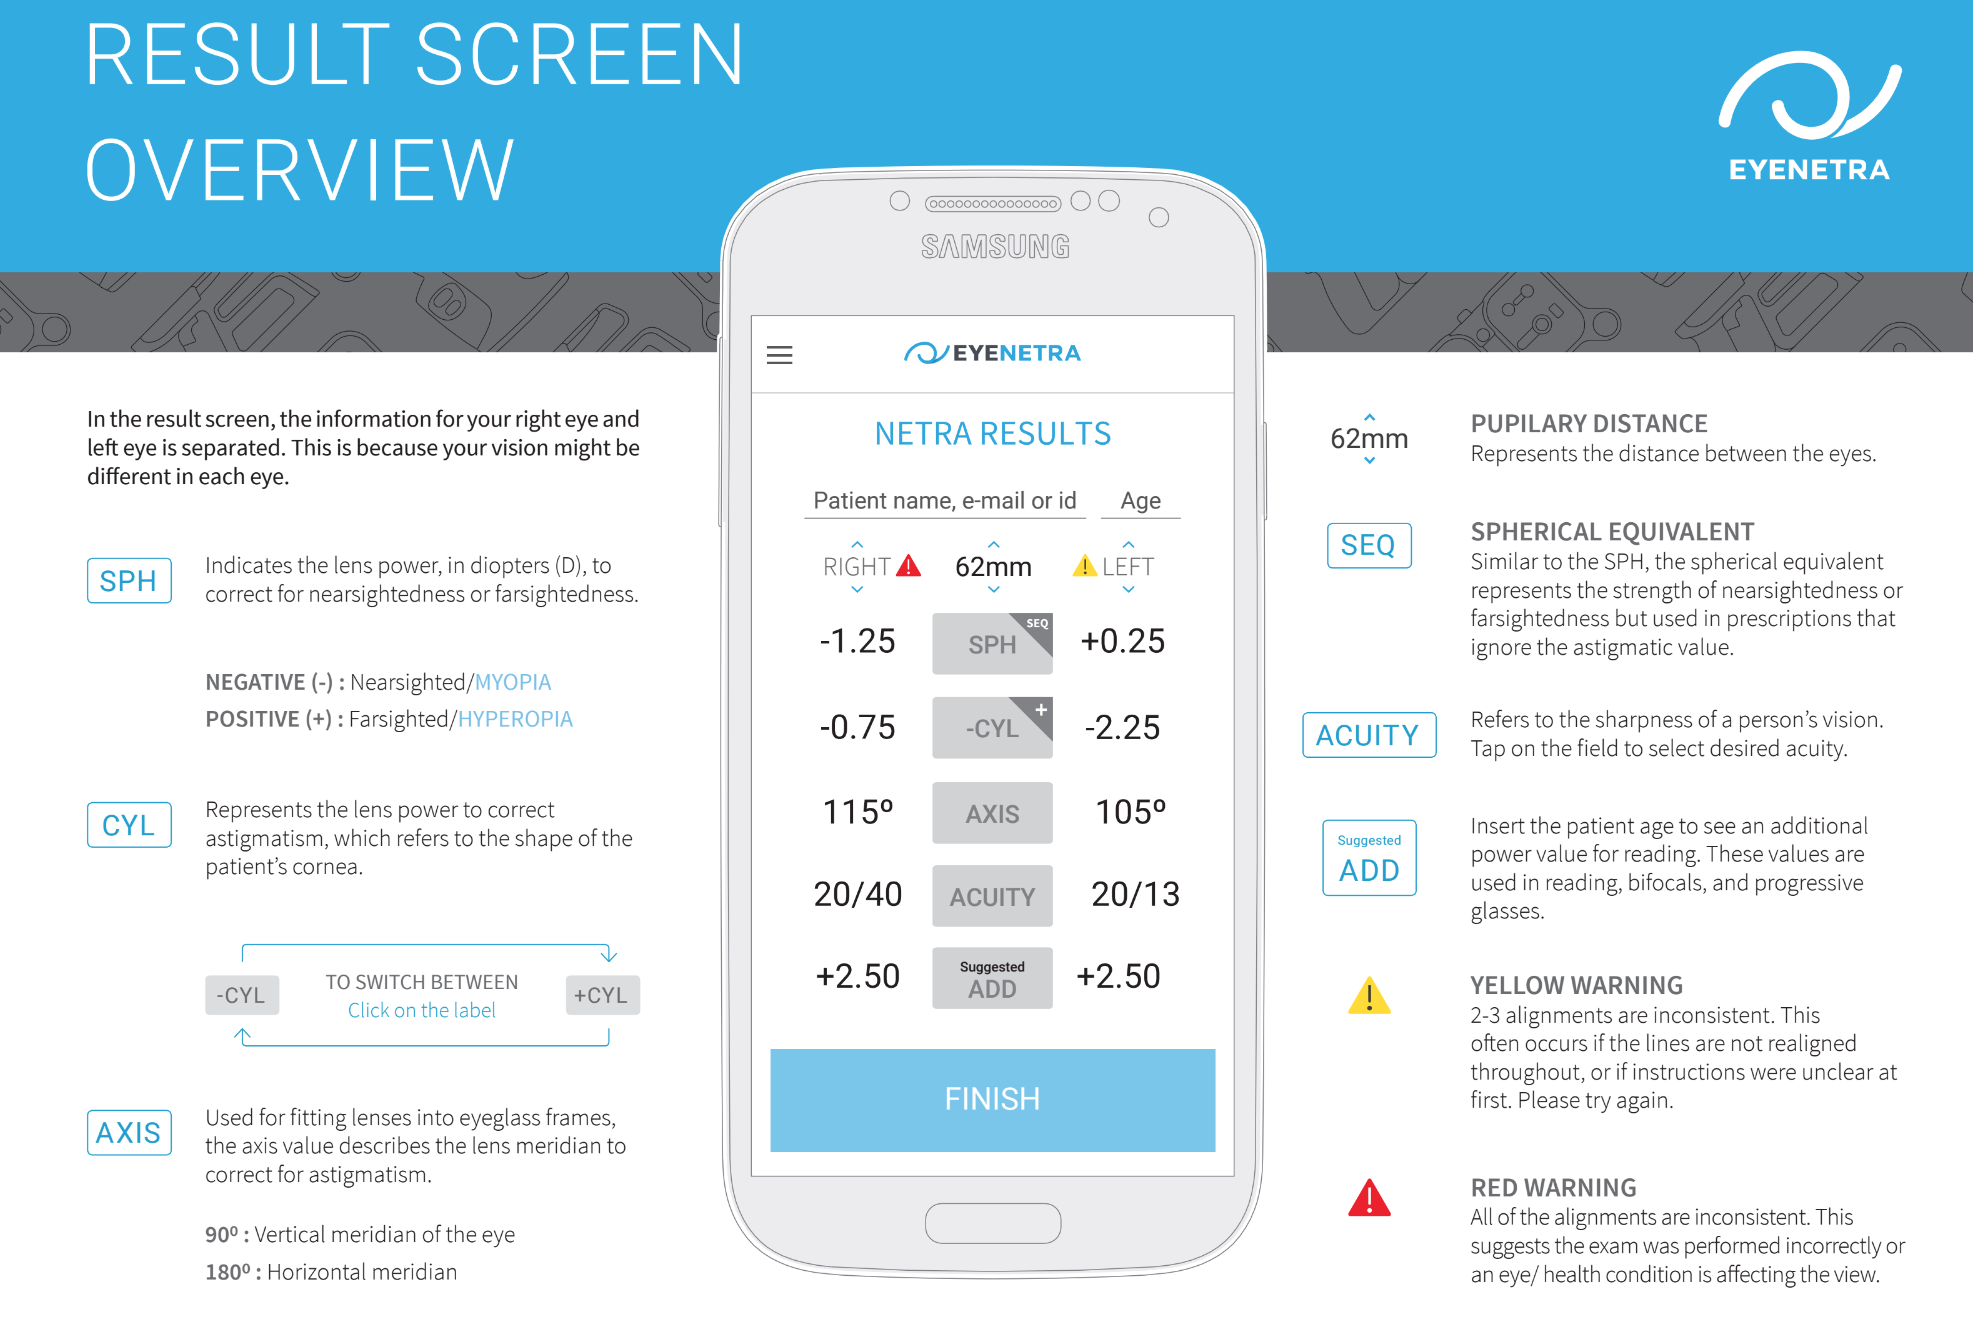 RESULT SCREEN
OVERVIEW
EYENETRA
SAMSUNG
In the result screen, the information for your right eye and
left eye is separated. This is because your vision might be
different in each eye.
SPH
Indicates the lens power, in diopters (D), to
correct for nearsightedness or farsightedness.
NEGATIVE (-) : Nearsighted/MYOPIA
POSITIVE (+) : Farsighted/HYPEROPIA
CYL
Represents the lens power to correct
astigmatism, which refers to the shape of the
patient's cornea.
-CYL
TO SWITCH BETWEEN
Click on the label
+CYL
AXIS
Used for fitting lenses into eyeglass frames,
the axis value describes the lens meridian to
correct for astigmatism.
90º : Vertical meridian of the eye
180º : Horizontal meridian
EYENETRA
NETRA RESULTS
Patient name, e-mail or id Age
RIGHT 62mm LEFT
-1.25 SPH SEQ +0.25
-0.75 -CYL + -2.25
115º AXIS 105º
20/40 ACUITY 20/13
+2.50 Suggested ADD +2.50
FINISH
62mm
PUPILARY DISTANCE
Represents the distance between the eyes.
SEQ
SPHERICAL EQUIVALENT
Similar to the SPH, the spherical equivalent
represents the strength of nearsightedness or
farsightedness but used in prescriptions that
ignore the astigmatic value.
ACUITY
Refers to the sharpness of a person's vision.
Tap on the field to select desired acuity.
Suggested
ADD
Insert the patient age to see an additional
power value for reading. These values are
used in reading, bifocals, and progressive
glasses.
YELLOW WARNING
2-3 alignments are inconsistent. This
often occurs if the lines are not realigned
throughout, or if instructions were unclear at
first. Please try again.
RED WARNING
All of the alignments are inconsistent. This
suggests the exam was performed incorrectly or
an eye/ health condition is affecting the view.